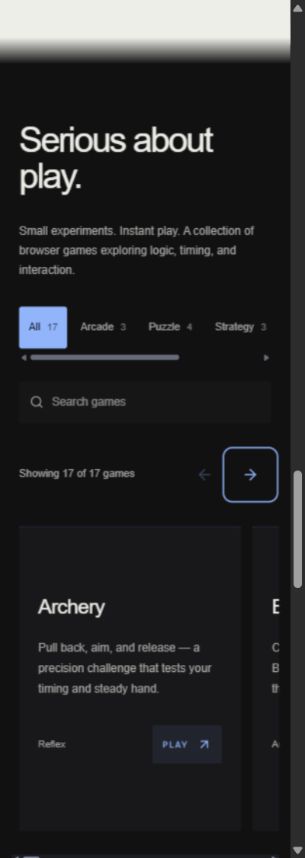 Serious about
play.
Small experiments. Instant play. A collection of
browser games exploring logic, timing, and
interaction.
All 17 Arcade 3 Puzzle 4 Strategy 3
Search games
Showing 17 of 17 games
Archery
Pull back, aim, and release — a
precision challenge that tests your
timing and steady hand.
Reflex
PLAY